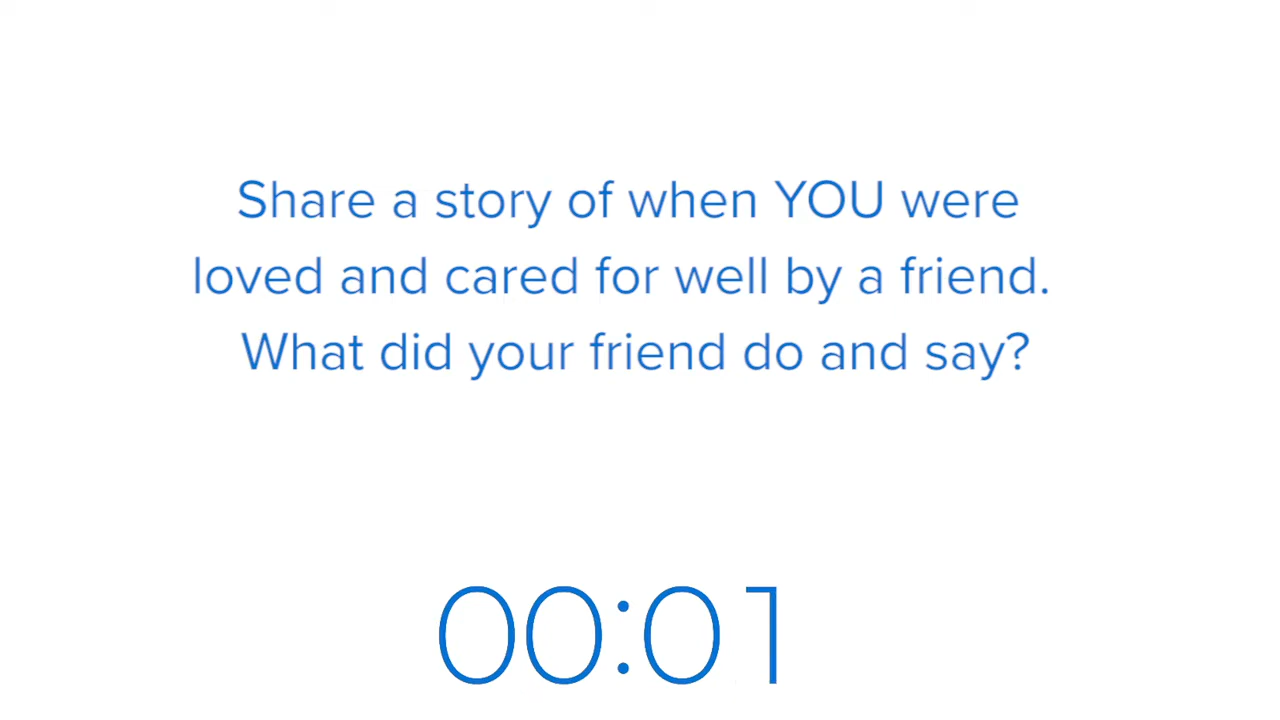 Share a story of when YOU were
loved and cared for well by a friend.
What did your friend do and say?
00:01